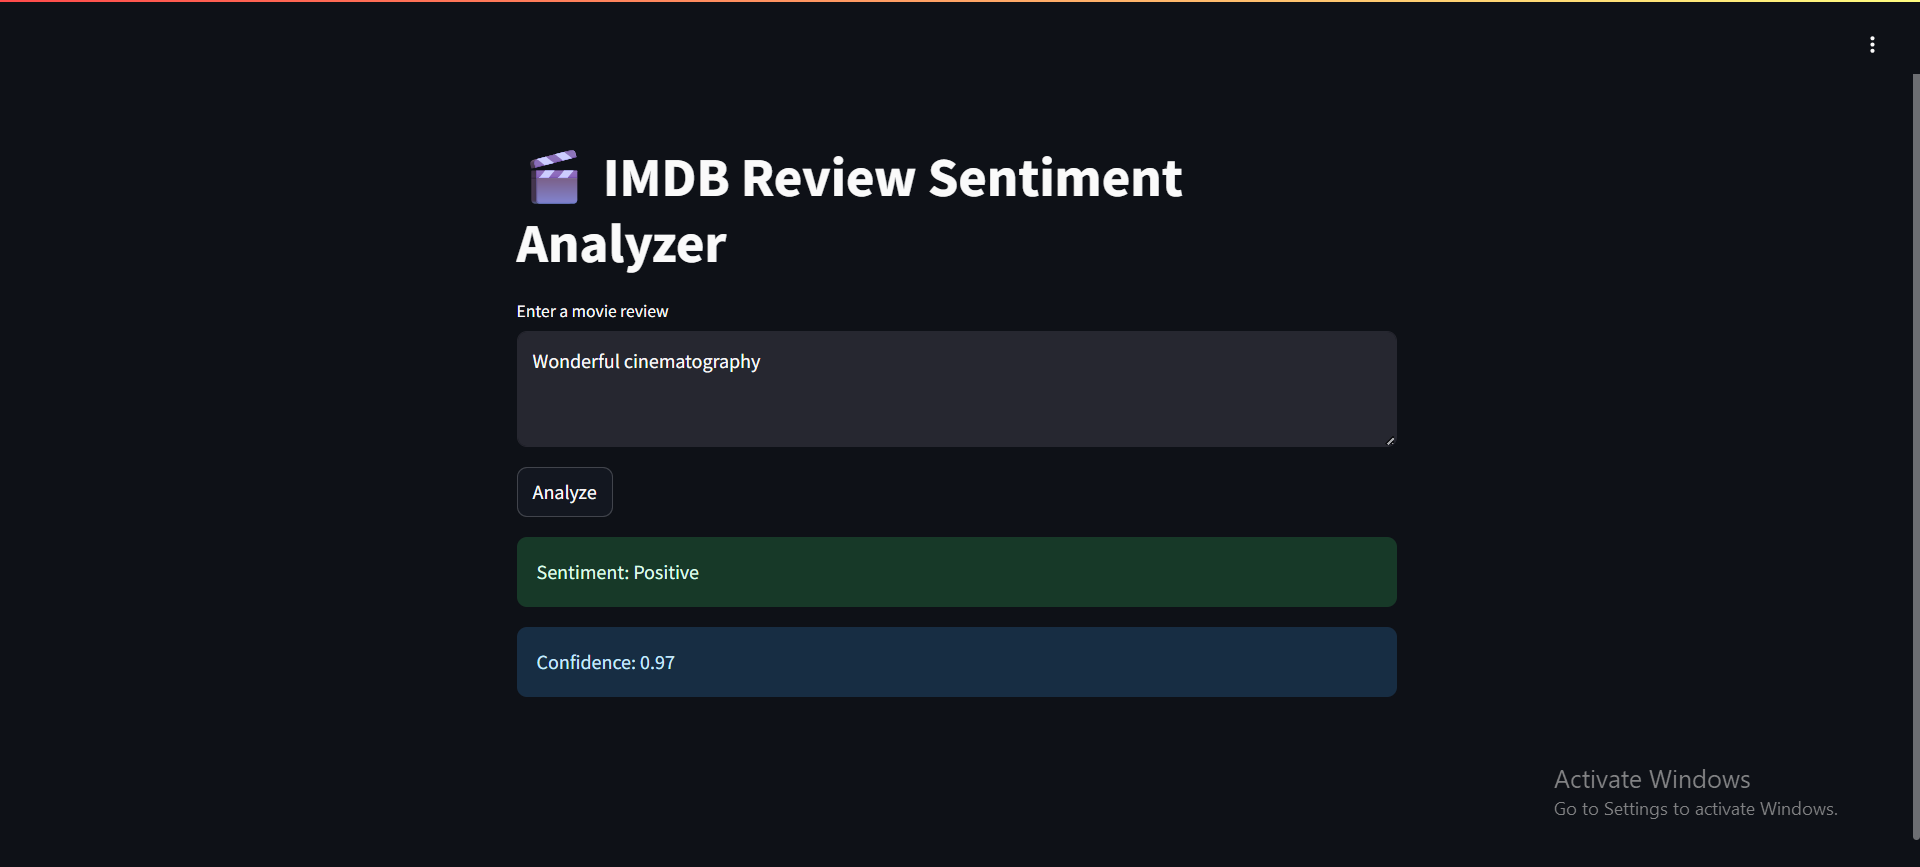 IMDB Review Sentiment
Analyzer
Enter a movie review
Wonderful cinematography
Analyze
Sentiment: Positive
Confidence: 0.97
Activate Windows
Go to Settings to activate Windows.